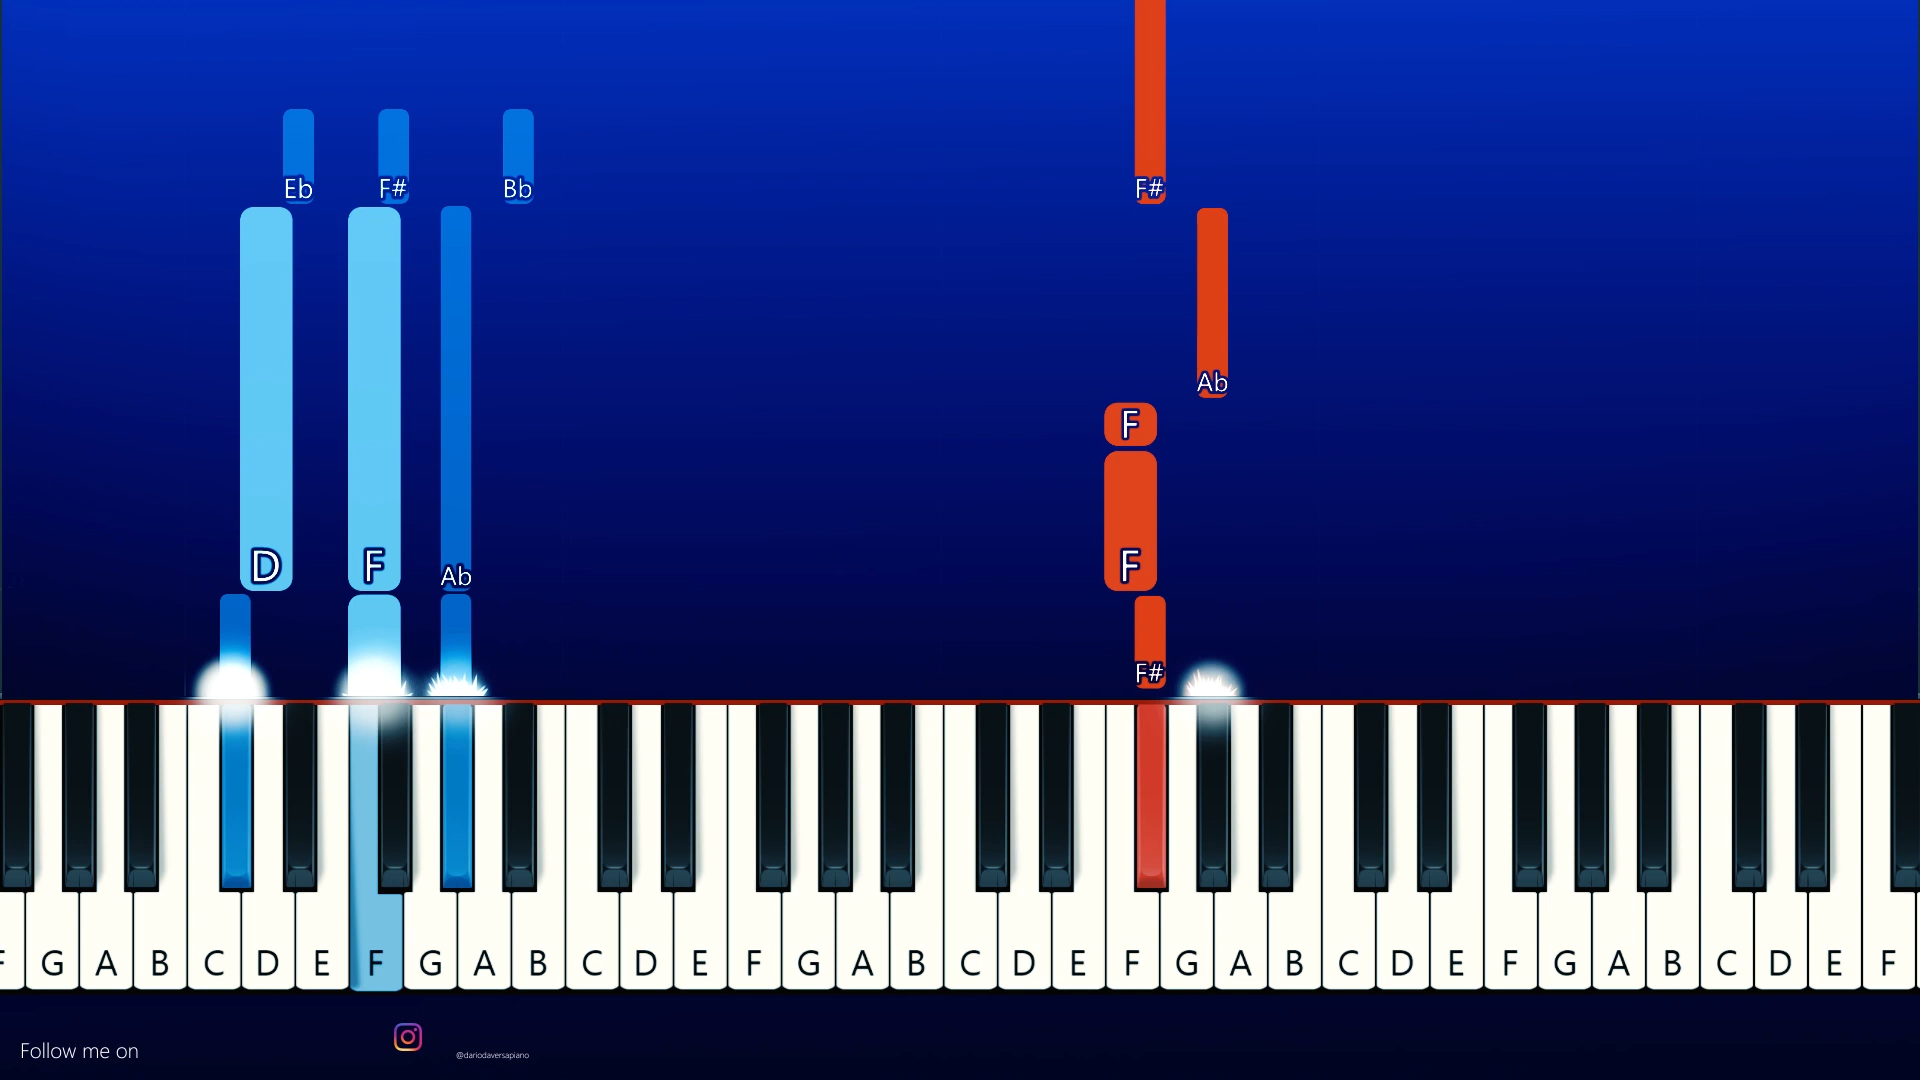 Eb F# Bb F#
Ab
F
D F Ab F
F#
F G A B C D E F G A B C D E F G A B C D E F G A B C D E F G A B C D E F
Follow me on @dariodaversapiano